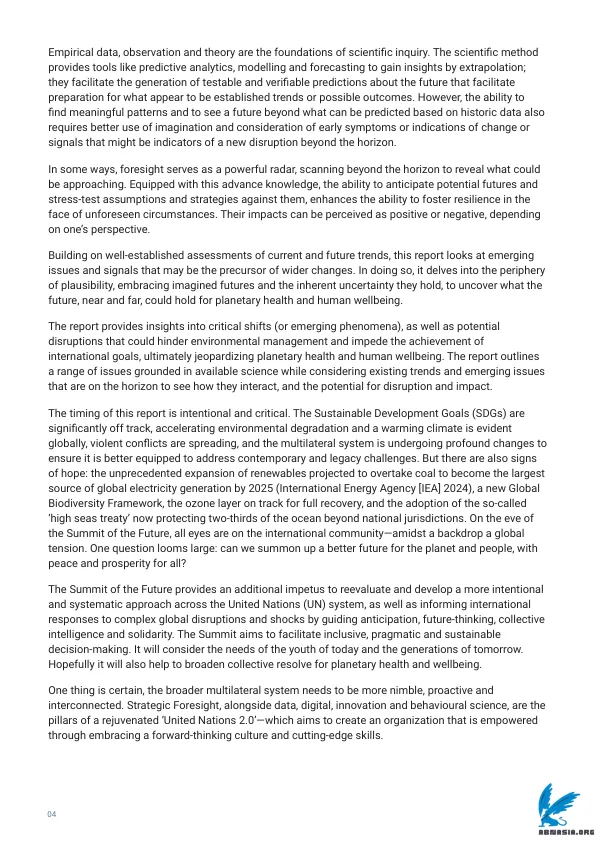 Empirical data, observation and theory are the foundations of scientific inquiry. The scientific method
provides tools like predictive analytics, modelling and forecasting to gain insights by extrapolation;
they facilitate the generation of testable and verifiable predictions about the future that facilitate
preparation for what appear to be established trends or possible outcomes. However, the ability to
find meaningful patterns and to see a future beyond what can be predicted based on historic data also
requires better use of imagination and consideration of early symptoms or indications of change or
signals that might be indicators of a new disruption beyond the horizon.
In some ways, foresight serves as a powerful radar, scanning beyond the horizon to reveal what could
be approaching. Equipped with this advance knowledge, the ability to anticipate potential futures and
stress-test assumptions and strategies against them, enhances the ability to foster resilience in the
face of unforeseen circumstances. Their impacts can be perceived as positive or negative, depending
on one's perspective.
Building on well-established assessments of current and future trends, this report looks at emerging
issues and signals that may be the precursor of wider changes. In doing so, it delves into the periphery
of plausibility, embracing imagined futures and the inherent uncertainty they hold, to uncover what the
future, near and far, could hold for planetary health and human wellbeing.
The report provides insights into critical shifts (or emerging phenomena), as well as potential
disruptions that could hinder environmental management and impede the achievement of
international goals, ultimately jeopardizing planetary health and human wellbeing. The report outlines
a range of issues grounded in available science while considering existing trends and emerging issues
that are on the horizon to see how they interact, and the potential for disruption and impact.
The timing of this report is intentional and critical. The Sustainable Development Goals (SDGs) are
significantly off track, accelerating environmental degradation and a warming climate is evident
globally, violent conflicts are spreading, and the multilateral system is undergoing profound changes to
ensure it is better equipped to address contemporary and legacy challenges. But there are also signs
of hope: the unprecedented expansion of renewables projected to overtake coal to become the largest
source of global electricity generation by 2025 (International Energy Agency [IEA] 2024), a new Global
Biodiversity Framework, the ozone layer on track for full recovery, and the adoption of the so-called
'high seas treaty' now protecting two-thirds of the ocean beyond national jurisdictions. On the eve of
the Summit of the Future, all eyes are on the international community—amidst a backdrop a global
tension. One question looms large: can we summon up a better future for the planet and people, with
peace and prosperity for all?
The Summit of the Future provides an additional impetus to reevaluate and develop a more intentional
and systematic approach across the United Nations (UN) system, as well as informing international
responses to complex global disruptions and shocks by guiding anticipation, future-thinking, collective
intelligence and solidarity. The Summit aims to facilitate inclusive, pragmatic and sustainable
decision-making. It will consider the needs of the youth of today and the generations of tomorrow.
Hopefully it will also help to broaden collective resolve for planetary health and wellbeing.
One thing is certain, the broader multilateral system needs to be more nimble, proactive and
interconnected. Strategic Foresight, alongside data, digital, innovation and behavioural science, are the
pillars of a rejuvenated 'United Nations 2.0'—which aims to create an organization that is empowered
through embracing a forward-thinking culture and cutting-edge skills.
04
ABNASIA.ORG